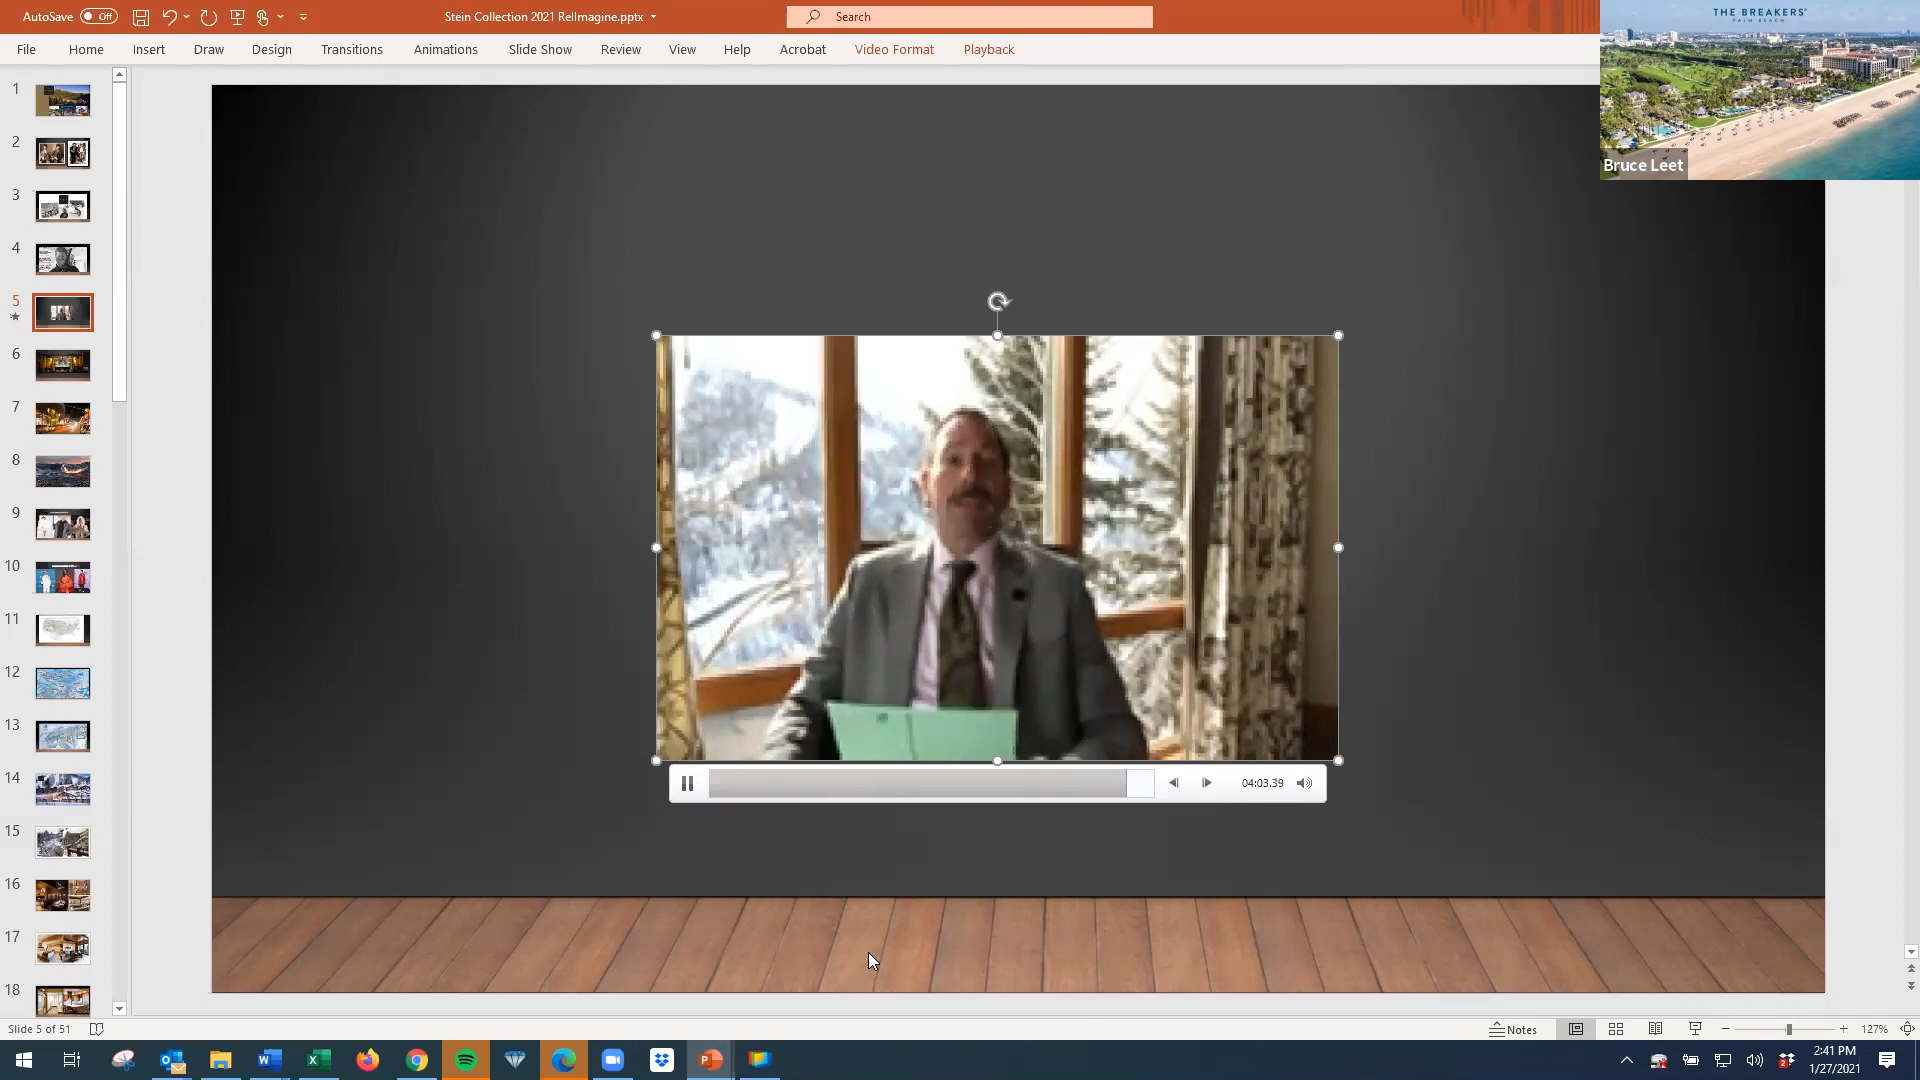 AutoSave Off
Stein Collection 2021 ReIImagine.pptx
Search
File Home Insert Draw Design Transitions Animations Slide Show Review View Help Acrobat Video Format Playback
THE BREAKERS®
PALM BEACH
Bruce Leet
1
2
3
4
5
6
7
8
9
10
11
12
13
14
15
16
17
18
04:03.39
Slide 5 of 51
Notes
127%
2:41 PM
1/27/2021